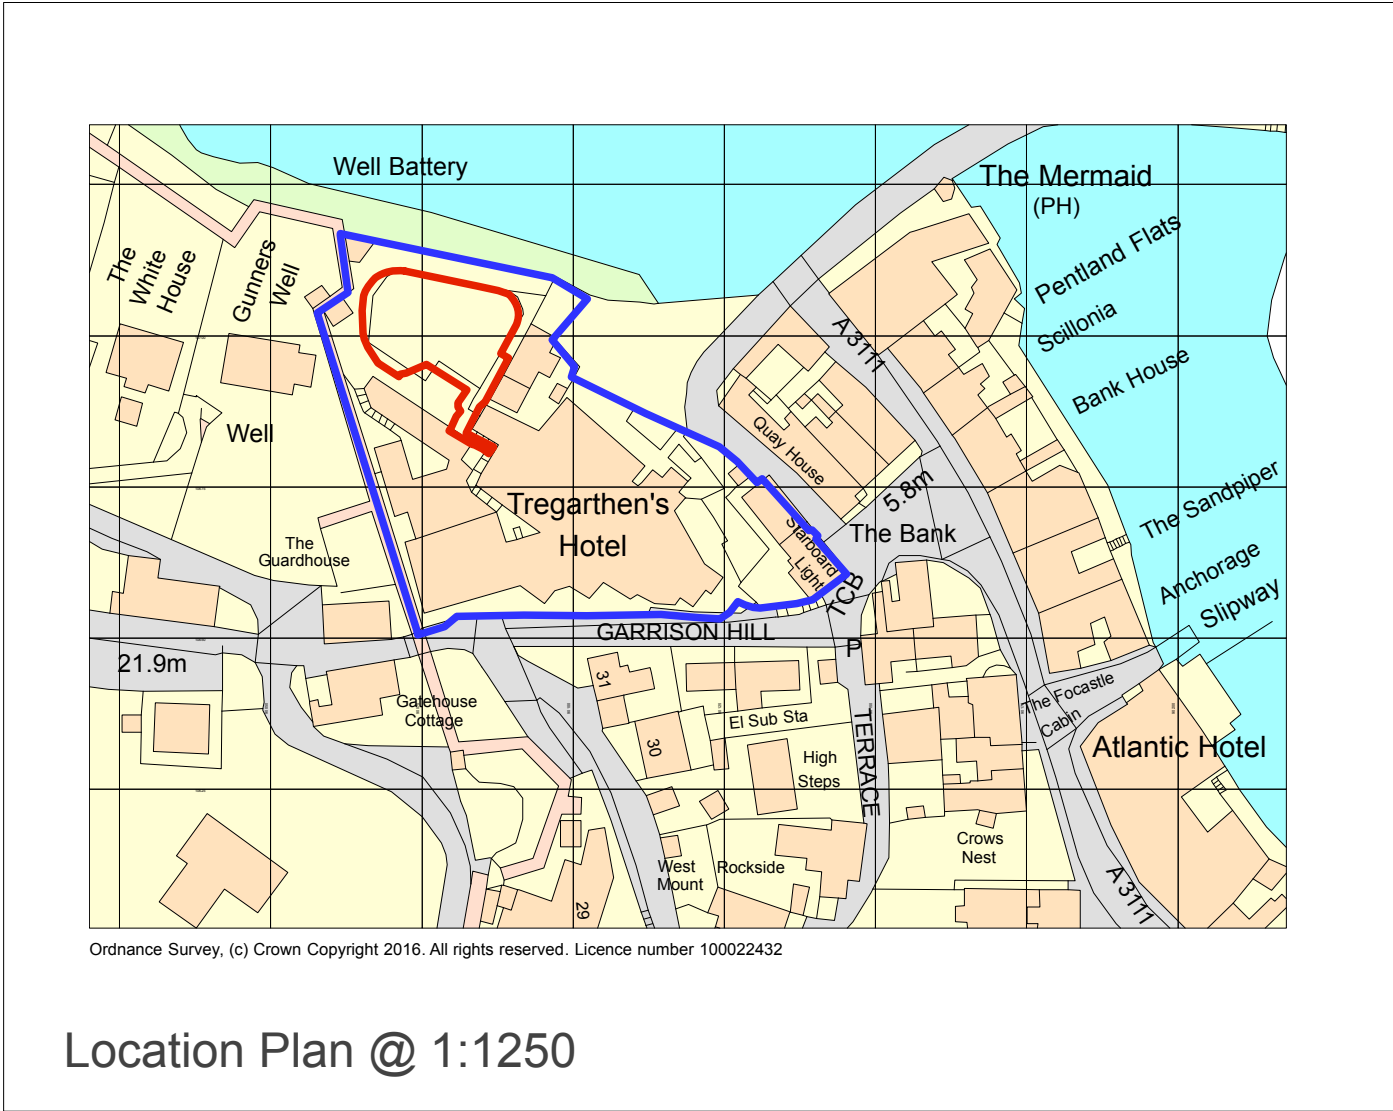 Well Battery
The Mermaid
(PH)
Pentland Flats
Scillonia
Bank House
The
White
House
Gunners
Well
A 3111
Well
Quay House
5.8m
The Sandpiper
Tregarthen's
Hotel
The Bank
Starboard
Light
The
Guardhouse
Anchorage
Slipway
TCB
GARRISON HILL
P
21.9m
31
Gatehouse
Cottage
The Focastle
Cabin
El Sub Sta
TERRACE
30
High
Steps
Atlantic Hotel
Crows
Nest
West
Mount
Rockside
A 3111
29
Ordnance Survey, (c) Crown Copyright 2016. All rights reserved. Licence number 100022432
Location Plan @ 1:1250